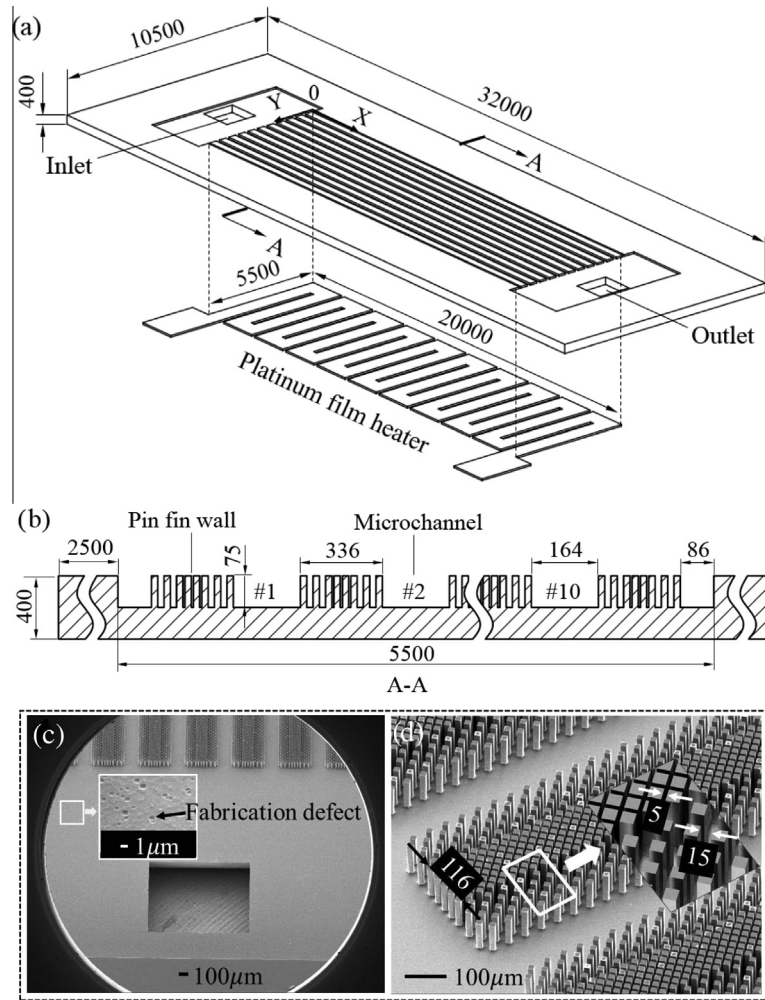 (a)
10500
400
32000
0
Y
X
A
Inlet
A
5500
20000
Outlet
Platinum film heater
(b)
Pin fin wall
Microchannel
2500
75
336
164
86
400
#1
#2
#10
5500
A-A
(c)
Fabrication defect
1μm
100μm
(d)
5
15
116
100μm